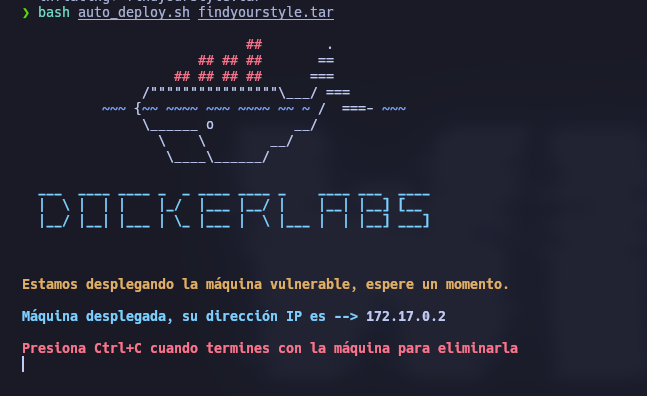 ❯ bash auto_deploy.sh findyourstyle.tar
                            ##        .
                      ## ## ##       ==
                   ## ## ## ##      ===
               /""""""""""""""""\___/ ===
          ~~~ {~~ ~~~~ ~~~ ~~~~ ~~ ~ /  ===- ~~~
               \______ o          __/
                 \    \        __/
                  \____\______/
DOCKERLABS
Estamos desplegando la máquina vulnerable, espere un momento.
Máquina desplegada, su dirección IP es --> 172.17.0.2
Presiona Ctrl+C cuando termines con la máquina para eliminarla